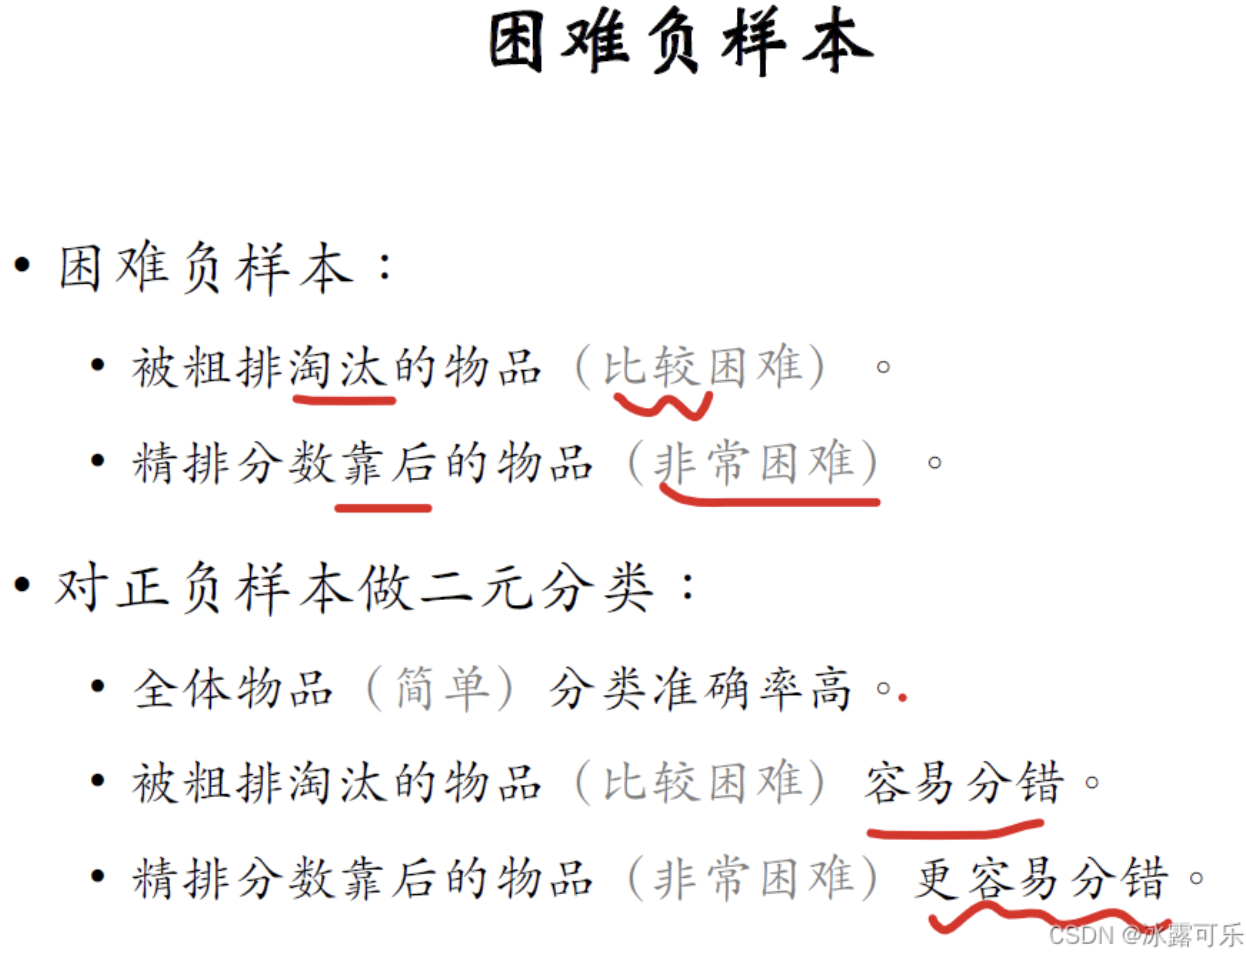 困难负样本
• 困难负样本：
• 被粗排淘汰的物品（比较困难）。
• 精排分数靠后的物品（非常困难）。
• 对正负样本做二元分类：
• 全体物品（简单）分类准确率高。
• 被粗排淘汰的物品（比较困难）容易分错。
• 精排分数靠后的物品（非常困难）更容易分错。
CSDN @冰露可乐